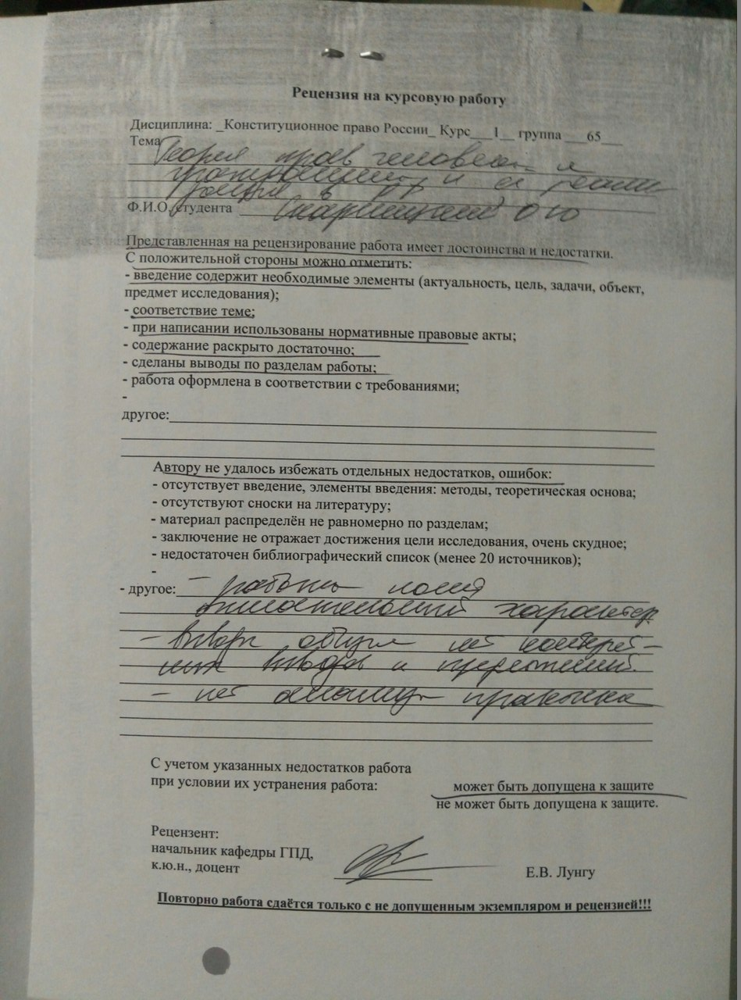 Рецензия на курсовую работу
Дисциплина: _Конституционное право России_ Курс___1__ группа ___65___
Тема Теория прав человека и
гражданина и её реали
зация в РФ
Ф.И.О. студента О Ю
Представленная на рецензирование работа имеет достоинства и недостатки.
С положительной стороны можно отметить:
- введение содержит необходимые элементы (актуальность, цель, задачи, объект,
предмет исследования);
- соответствие теме;
- при написании использованы нормативные правовые акты;
- содержание раскрыто достаточно;
- сделаны выводы по разделам работы;
- работа оформлена в соответствии с требованиями;
-
другое:
Автору не удалось избежать отдельных недостатков, ошибок:
- отсутствует введение, элементы введения: методы, теоретическая основа;
- отсутствуют сноски на литературу;
- материал распределён не равномерно по разделам;
- заключение не отражает достижения цели исследования, очень скудное;
- недостаточен библиографический список (менее 20 источников);
-
- другое: – работа носит
описательный характер
– выводы общие нет конкрет-
ных выводов и предложений.
– нет анализа практики
С учетом указанных недостатков работа
при условии их устранения работа: может быть допущена к защите
не может быть допущена к защите.
Рецензент:
начальник кафедры ГПД,
к.ю.н., доцент Е.В. Лунгу
Повторно работа сдаётся только с не допущенным экземпляром и рецензией!!!